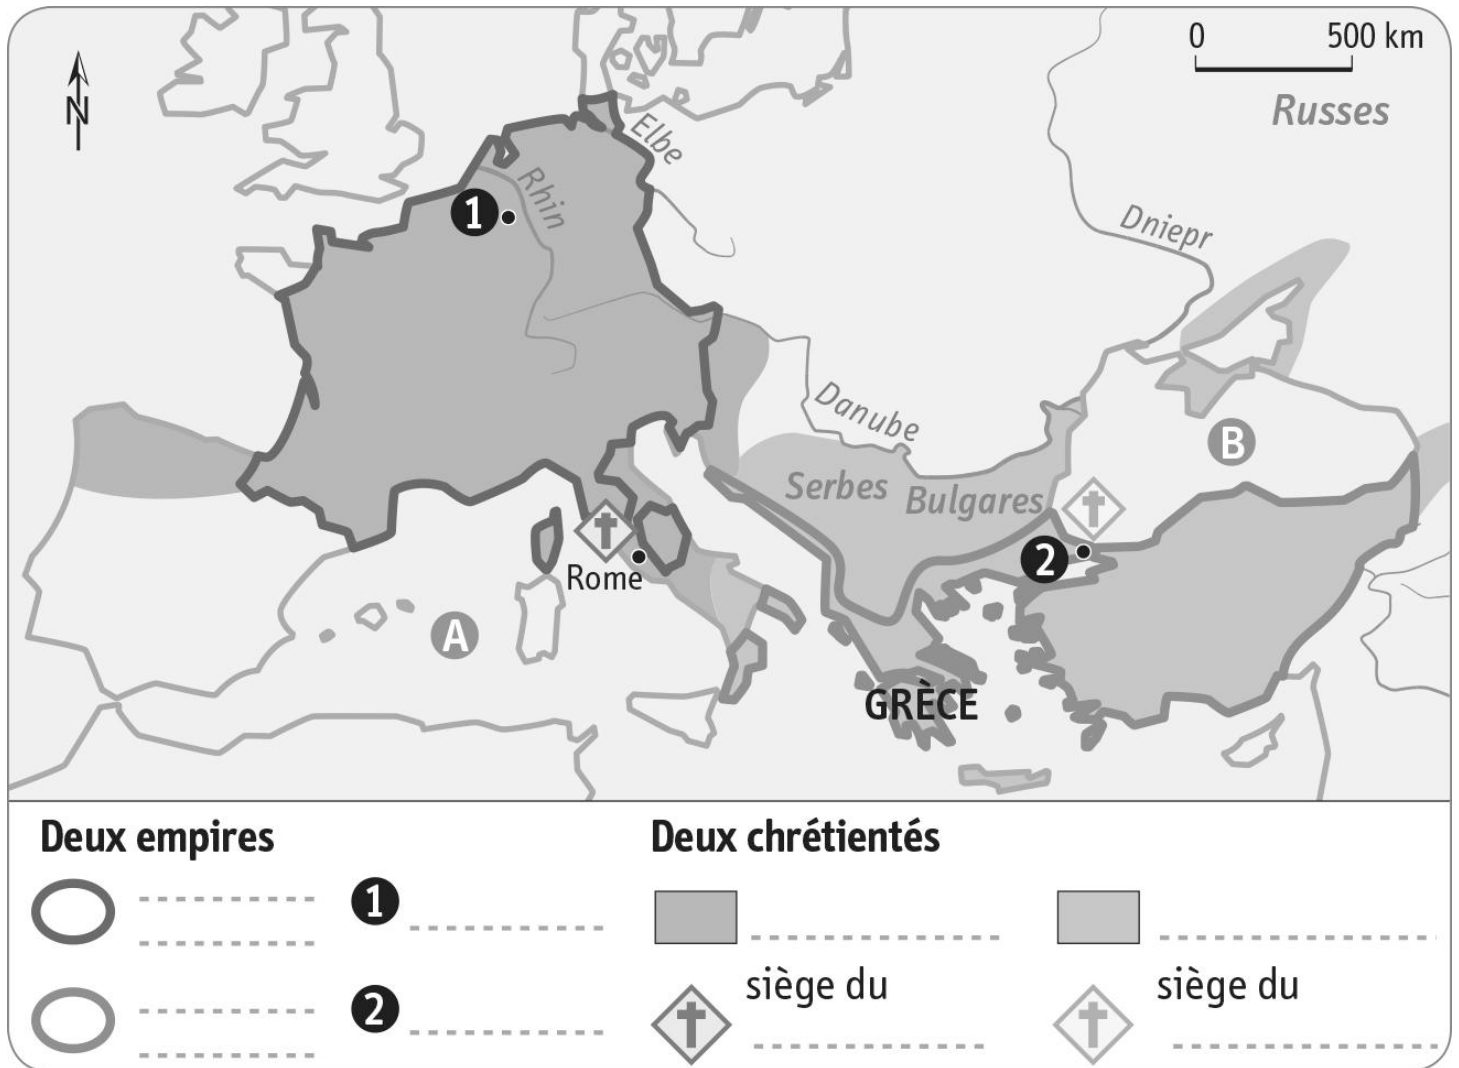 0 500 km
N
Russes
Elbe
Rhin
1
Dniepr
Danube
B
Serbes
Bulgares
2
Rome
A
GRÈCE
Deux empires
1
2
Deux chrétientés
siège du
siège du